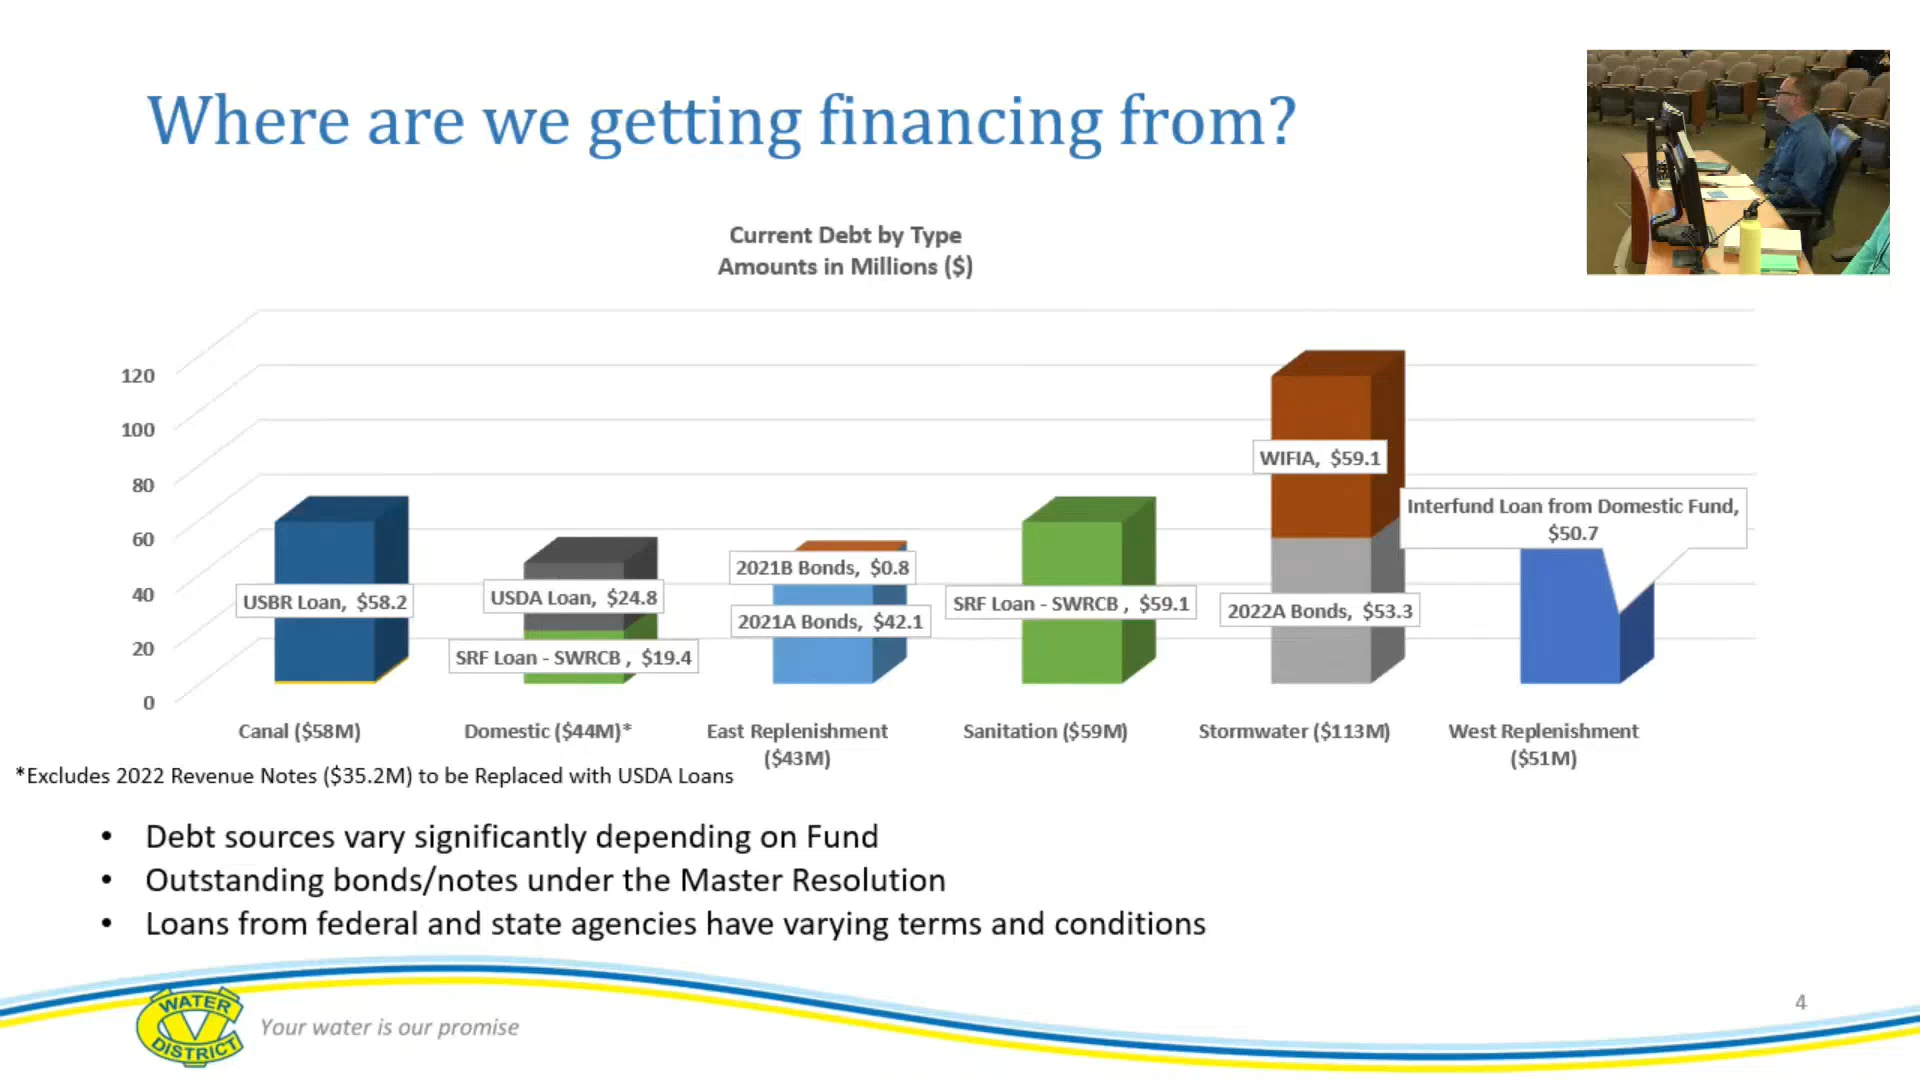 Where are we getting financing from?
Current Debt by Type
Amounts in Millions ($)
120
100
80
60
40
20
0
USBR Loan, $58.2
USDA Loan, $24.8
SRF Loan - SWRCB , $19.4
2021B Bonds, $0.8
2021A Bonds, $42.1
SRF Loan - SWRCB , $59.1
WIFIA, $59.1
2022A Bonds, $53.3
Interfund Loan from Domestic Fund,
$50.7
Canal ($58M)
Domestic ($44M)*
East Replenishment
($43M)
Sanitation ($59M)
Stormwater ($113M)
West Replenishment
($51M)
*Excludes 2022 Revenue Notes ($35.2M) to be Replaced with USDA Loans
• Debt sources vary significantly depending on Fund
• Outstanding bonds/notes under the Master Resolution
• Loans from federal and state agencies have varying terms and conditions
WATER
CV
DISTRICT
Your water is our promise
4